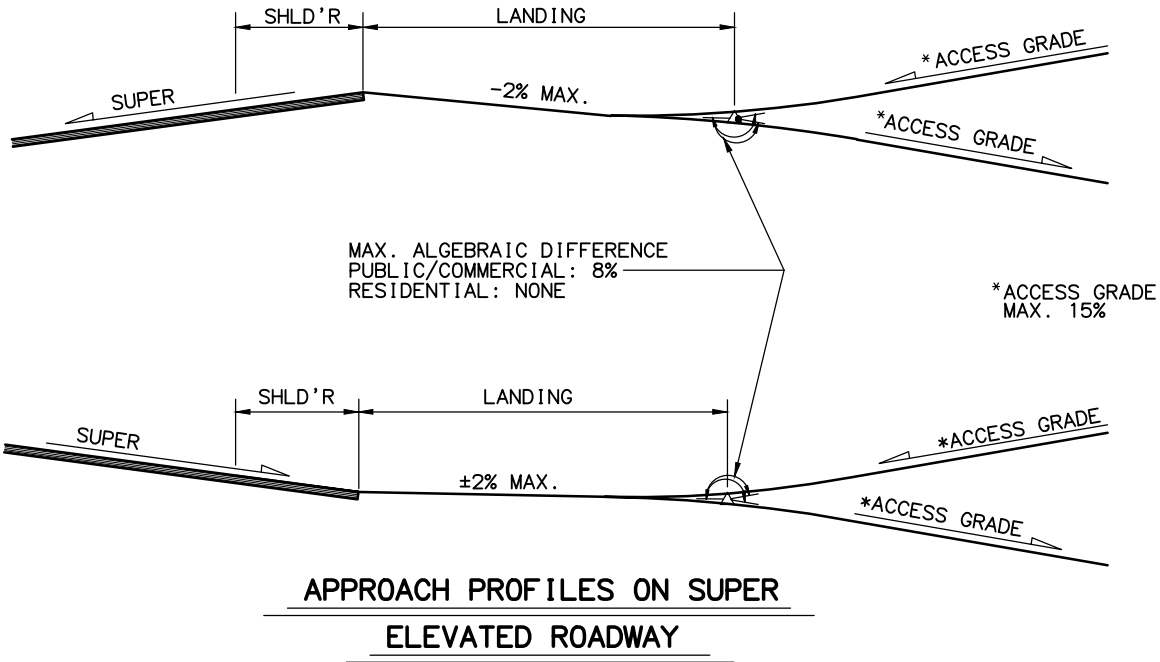 SHLD'R
LANDING
*ACCESS GRADE
SUPER
-2% MAX.
*ACCESS GRADE
MAX. ALGEBRAIC DIFFERENCE
PUBLIC/COMMERCIAL: 8%
RESIDENTIAL: NONE
*ACCESS GRADE
MAX. 15%
SHLD'R
LANDING
*ACCESS GRADE
SUPER
±2% MAX.
*ACCESS GRADE
APPROACH PROFILES ON SUPER
ELEVATED ROADWAY